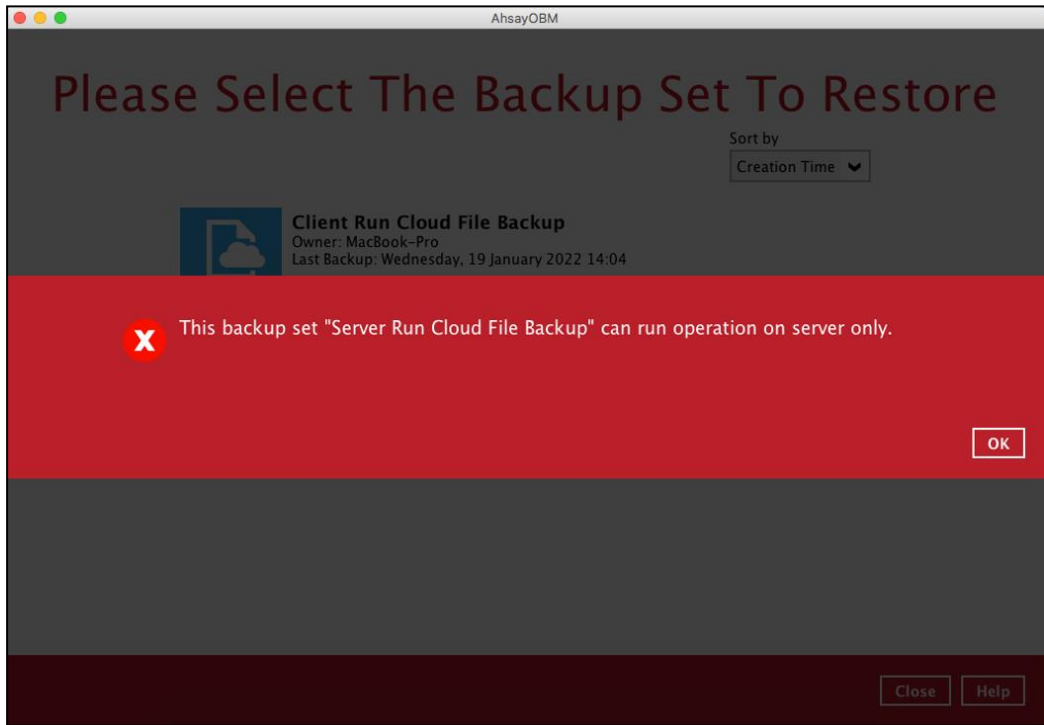 AhsayOBM
Please Select The Backup Set To Restore
Sort by
Creation Time
Client Run Cloud File Backup
Owner: MacBook-Pro
Last Backup: Wednesday, 19 January 2022 14:04
This backup set "Server Run Cloud File Backup" can run operation on server only.
OK
Close Help